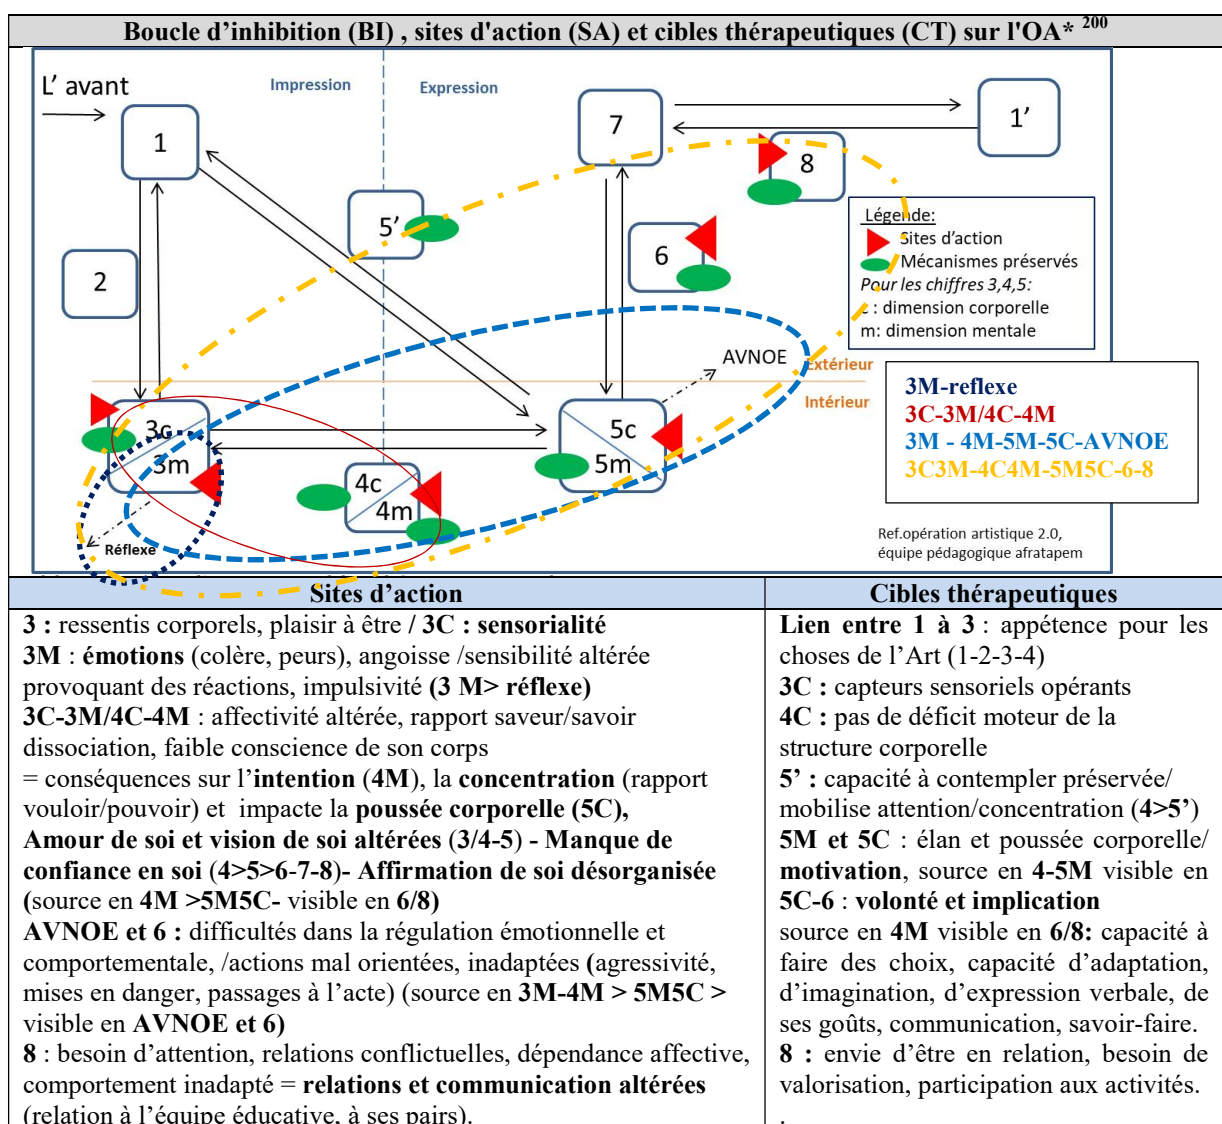 Boucle d'inhibition (BI) , sites d'action (SA) et cibles thérapeutiques (CT) sur l'OA* 200
L' avant
Impression
Expression
1
7
1'
8
5'
6
2
Légende:
Sites d'action
Mécanismes préservés
Pour les chiffres 3,4,5:
c : dimension corporelle
m: dimension mentale
AVNOE
Extérieur
Intérieur
3c
3m
5c
5m
4c
4m
Réflexe
3M-reflexe
3C-3M/4C-4M
3M - 4M-5M-5C-AVNOE
3C3M-4C4M-5M5C-6-8
Ref.opération artistique 2.0,
équipe pédagogique afratapem
Sites d'action
3 : ressentis corporels, plaisir à être / 3C : sensorialité
3M : émotions (colère, peurs), angoisse /sensibilité altérée
provoquant des réactions, impulsivité (3 M> réflexe)
3C-3M/4C-4M : affectivité altérée, rapport saveur/savoir
dissociation, faible conscience de son corps
= conséquences sur l'intention (4M), la concentration (rapport
vouloir/pouvoir) et impacte la poussée corporelle (5C),
Amour de soi et vision de soi altérées (3/4-5) - Manque de
confiance en soi (4>5>6-7-8)- Affirmation de soi désorganisée
(source en 4M >5M5C- visible en 6/8)
AVNOE et 6 : difficultés dans la régulation émotionnelle et
comportementale, /actions mal orientées, inadaptées (agressivité,
mises en danger, passages à l'acte) (source en 3M-4M > 5M5C >
visible en AVNOE et 6)
8 : besoin d'attention, relations conflictuelles, dépendance affective,
comportement inadapté = relations et communication altérées
(relation à l'équipe éducative, à ses pairs).
Cibles thérapeutiques
Lien entre 1 à 3 : appétence pour les
choses de l'Art (1-2-3-4)
3C : capteurs sensoriels opérants
4C : pas de déficit moteur de la
structure corporelle
5' : capacité à contempler préservée/
mobilise attention/concentration (4>5')
5M et 5C : élan et poussée corporelle/
motivation, source en 4-5M visible en
5C-6 : volonté et implication
source en 4M visible en 6/8: capacité à
faire des choix, capacité d'adaptation,
d'imagination, d'expression verbale, de
ses goûts, communication, savoir-faire.
8 : envie d'être en relation, besoin de
valorisation, participation aux activités.
.